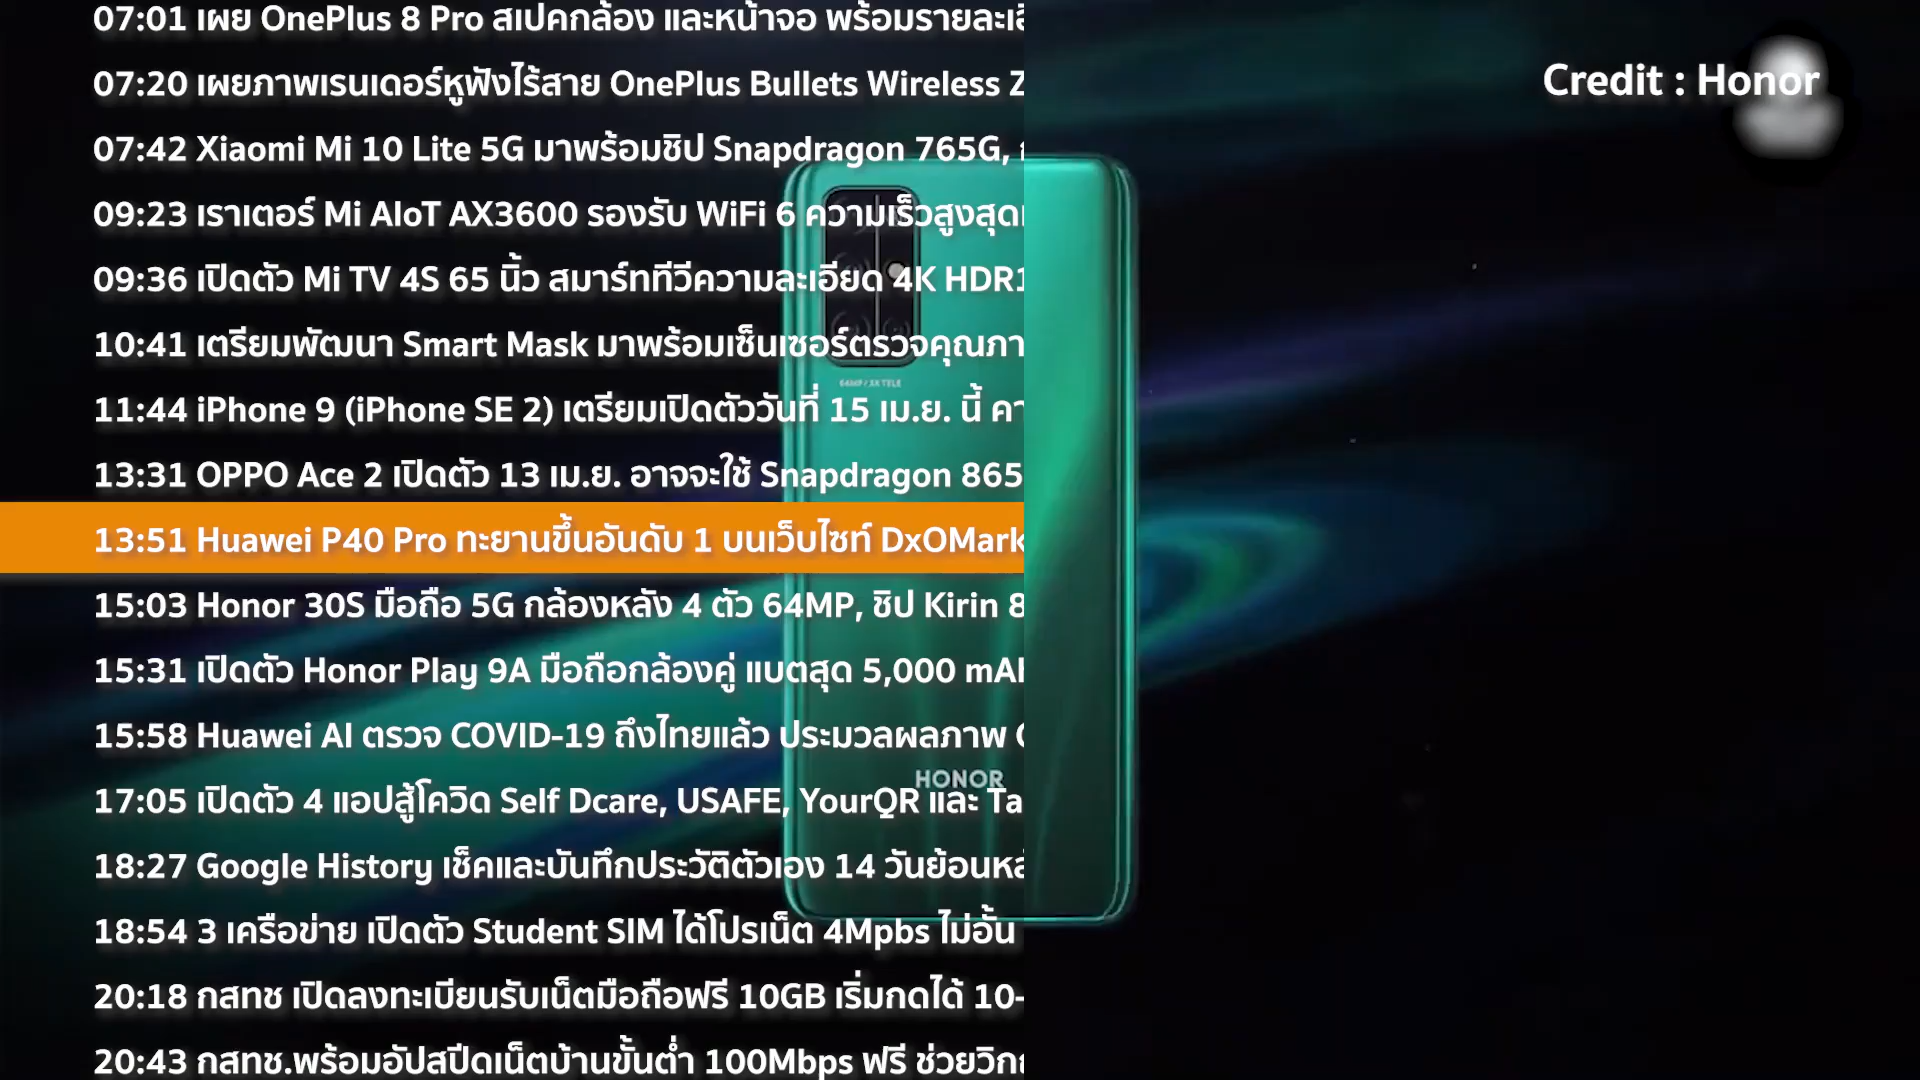 07:01 เผย OnePlus 8 Pro สเปคกล้อง และหน้าจอ พร้อมรายละเอี
07:20 เผยภาพเรนเดอร์หูฟังไร้สาย OnePlus Bullets Wireless Z
Credit : Honor
07:42 Xiaomi Mi 10 Lite 5G มาพร้อมชิป Snapdragon 765G,
09:23 เราเตอร์ Mi AIoT AX3600 รองรับ WiFi 6 ความเร็วสูงสุด
09:36 เปิดตัว Mi TV 4S 65 นิ้ว สมาร์ททีวีความละเอียด 4K HDR1
10:41 เตรียมพัฒนา Smart Mask มาพร้อมเซ็นเซอร์ตรวจคุณภา
64MP / 3X TELE
11:44 iPhone 9 (iPhone SE 2) เตรียมเปิดตัววันที่ 15 เม.ย. นี้ คา
13:31 OPPO Ace 2 เปิดตัว 13 เม.ย. อาจจะใช้ Snapdragon 865
13:51 Huawei P40 Pro ทะยานขึ้นอันดับ 1 บนเว็บไซท์ DxOMark
15:03 Honor 30S มือถือ 5G กล้องหลัง 4 ตัว 64MP, ชิป Kirin 8
15:31 เปิดตัว Honor Play 9A มือถือกล้องคู่ แบตสุด 5,000 mAh
15:58 Huawei AI ตรวจ COVID-19 ถึงไทยแล้ว ประมวลผลภาพ C
HONOR
17:05 เปิดตัว 4 แอปสู้โควิด Self Dcare, USAFE, YourQR และ Ta
18:27 Google History เช็คและบันทึกประวัติตัวเอง 14 วันย้อนหลั
18:54 3 เครือข่าย เปิดตัว Student SIM ได้โปรเน็ต 4Mpbs ไม่อั้น
20:18 กสทช เปิดลงทะเบียนรับเน็ตมือถือฟรี 10GB เริ่มกดได้ 10-
20:43 กสทช.พร้อมอัปสปีดเน็ตบ้านขั้นต่ำ 100Mbps ฟรี ช่วยวิก